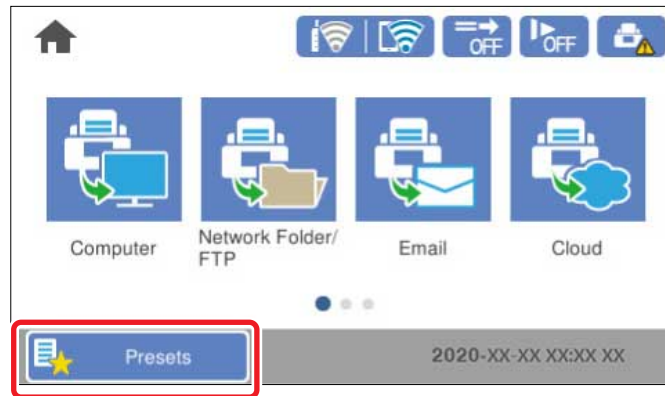 OFF
OFF
Computer
Network Folder/
FTP
Email
Cloud
Presets
2020-XX-XX XX:XX XX